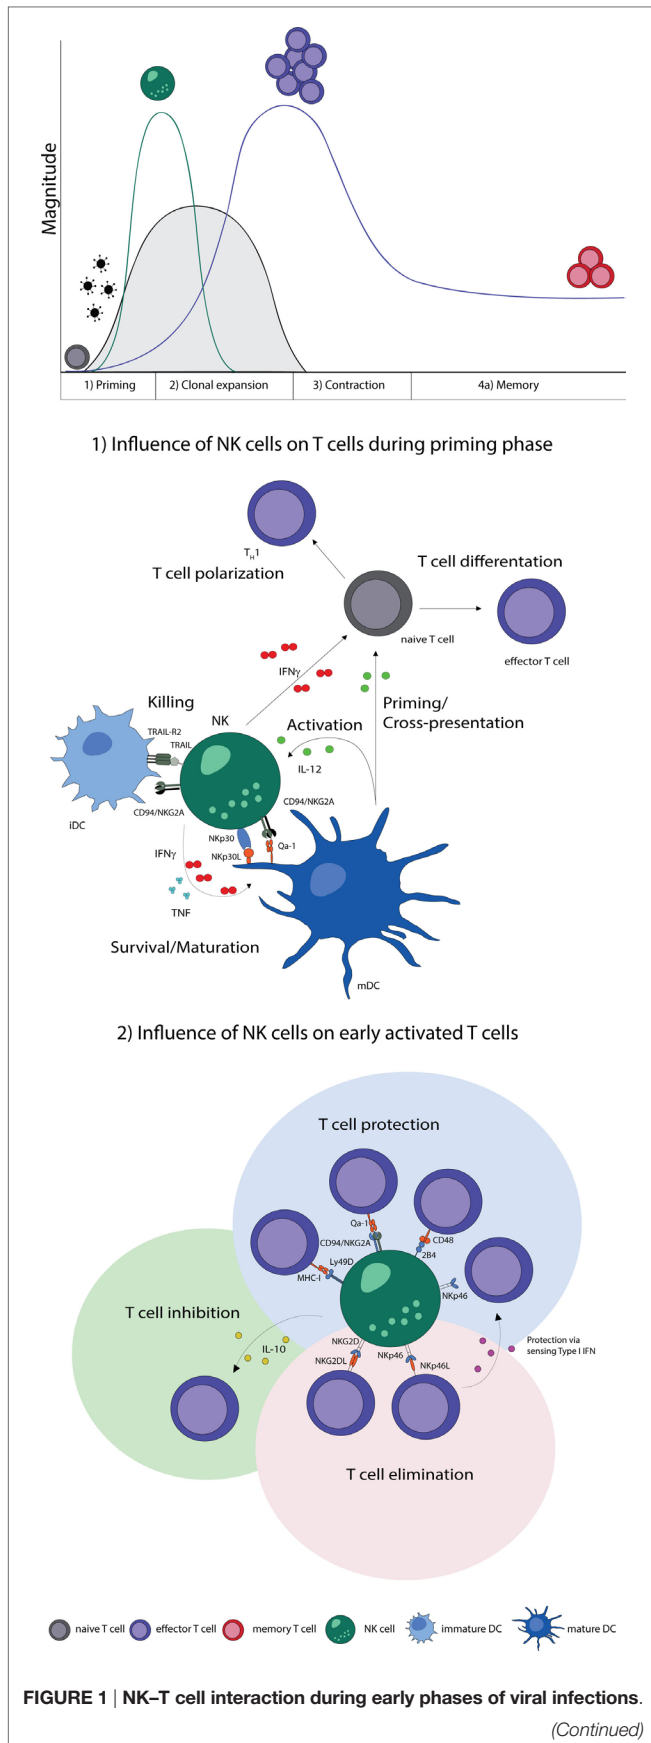 Magnitude
1) Priming
2) Clonal expansion
3) Contraction
4a) Memory
1) Influence of NK cells on T cells during priming phase
TH1
T cell polarization
T cell differentation
naive T cell
effector T cell
IFNγ
Killing
NK
Activation
Priming/
Cross-presentation
TRAIL-R2
TRAIL
IL-12
CD94/NKG2A
CD94/NKG2A
iDC
NKp30
Qa-1
IFNγ
NKp30L
TNF
Survival/Maturation
mDC
2) Influence of NK cells on early activated T cells
T cell protection
Qa-1
CD94/NKG2A
CD48
2B4
Ly49D
MHC-I
NKp46
T cell inhibition
IL-10
NKG2D
NKp46
Protection via
sensing Type I IFN
NKG2DL
NKp46L
T cell elimination
naive T cell
effector T cell
memory T cell
NK cell
immature DC
mature DC
FIGURE 1 | NK–T cell interaction during early phases of viral infections.
(Continued)